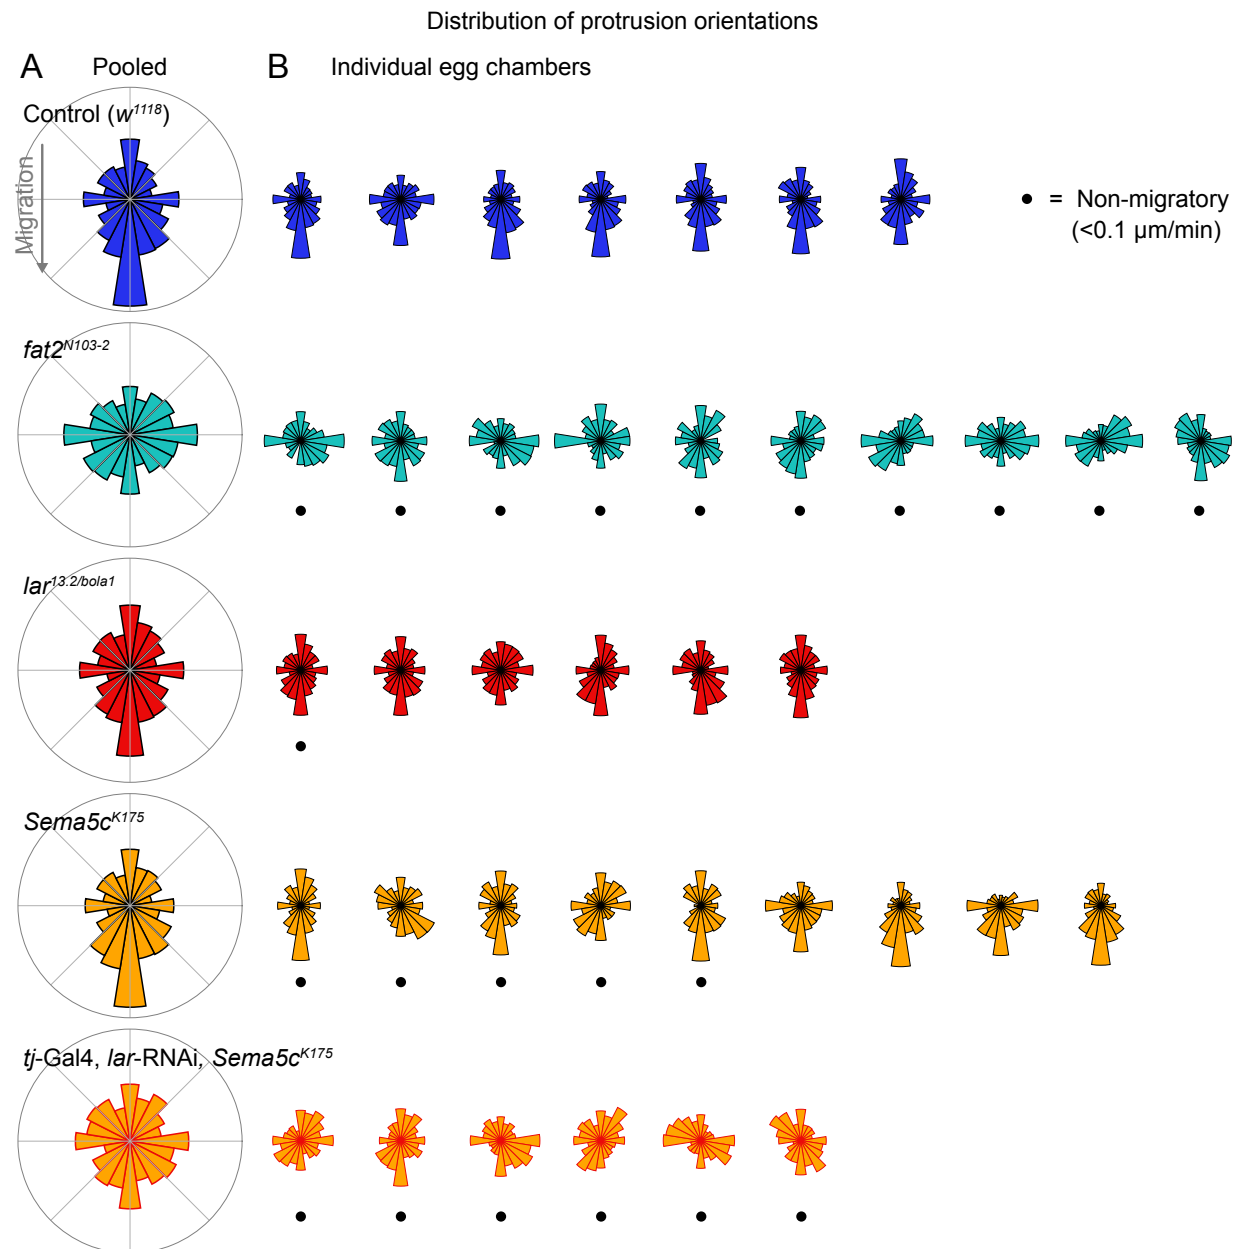 Distribution of protrusion orientations
A Pooled B Individual egg chambers
Control (w1118)
Migration
= Non-migratory
(<0.1 µm/min)
fat2N103-2
lar13.2/bola1
Sema5cK175
tj-Gal4, lar-RNAi, Sema5cK175